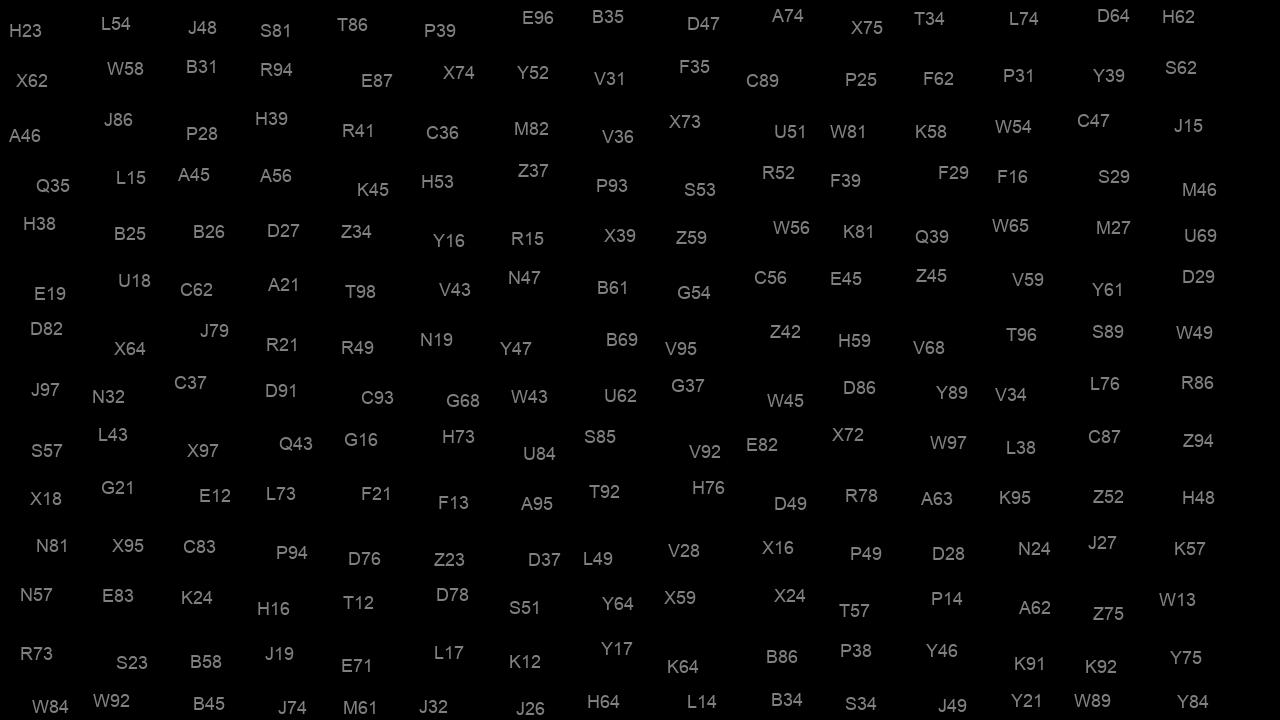 H23 L54 J48 S81 T86 P39 E96 B35 D47 A74 X75 T34 L74 D64 H62
X62 W58 B31 R94 E87 X74 Y52 V31 F35 C89 P25 F62 P31 Y39 S62
A46 J86 P28 H39 R41 C36 M82 V36 X73 U51 W81 K58 W54 C47 J15
Q35 L15 A45 A56 K45 H53 Z37 P93 S53 R52 F39 F29 F16 S29 M46
H38 B25 B26 D27 Z34 Y16 R15 X39 Z59 W56 K81 Q39 W65 M27 U69
E19 U18 C62 A21 T98 V43 N47 B61 G54 C56 E45 Z45 V59 Y61 D29
D82 X64 J79 R21 R49 N19 Y47 B69 V95 Z42 H59 V68 T96 S89 W49
J97 N32 C37 D91 C93 G68 W43 U62 G37 W45 D86 Y89 V34 L76 R86
S57 L43 X97 Q43 G16 H73 U84 S85 V92 E82 X72 W97 L38 C87 Z94
X18 G21 E12 L73 F21 F13 A95 T92 H76 D49 R78 A63 K95 Z52 H48
N81 X95 C83 P94 D76 Z23 D37 L49 V28 X16 P49 D28 N24 J27 K57
N57 E83 K24 H16 T12 D78 S51 Y64 X59 X24 T57 P14 A62 Z75 W13
R73 S23 B58 J19 E71 L17 K12 Y17 K64 B86 P38 Y46 K91 K92 Y75
W84 W92 B45 J74 M61 J32 J26 H64 L14 B34 S34 J49 Y21 W89 Y84